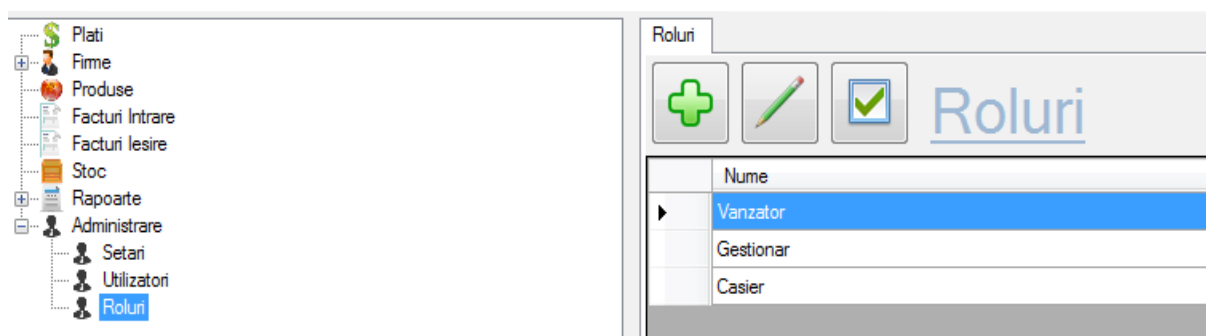 Plati
Firme
Produse
Facturi Intrare
Facturi Iesire
Stoc
Rapoarte
Administrare
Setari
Utilizatori
Roluri
Roluri
Roluri
Nume
Vanzator
Gestionar
Casier